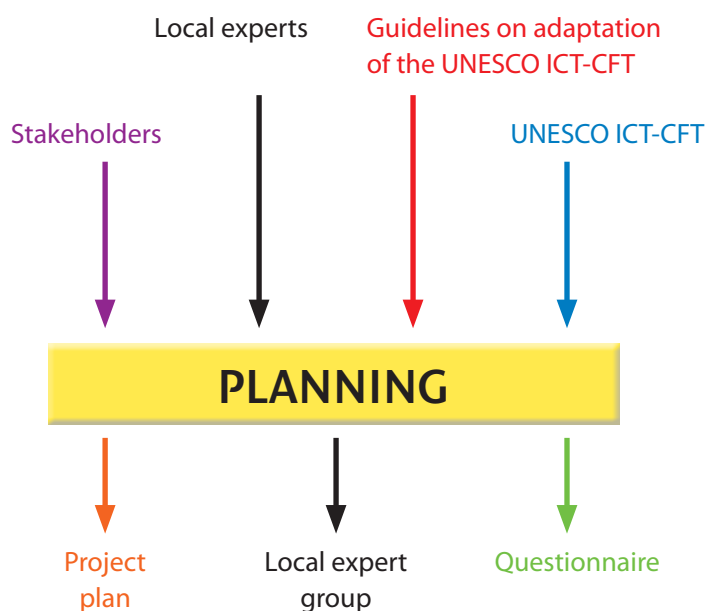 Local experts
Guidelines on adaptation
of the UNESCO ICT-CFT
Stakeholders
UNESCO ICT-CFT
PLANNING
Project
plan
Local expert
group
Questionnaire